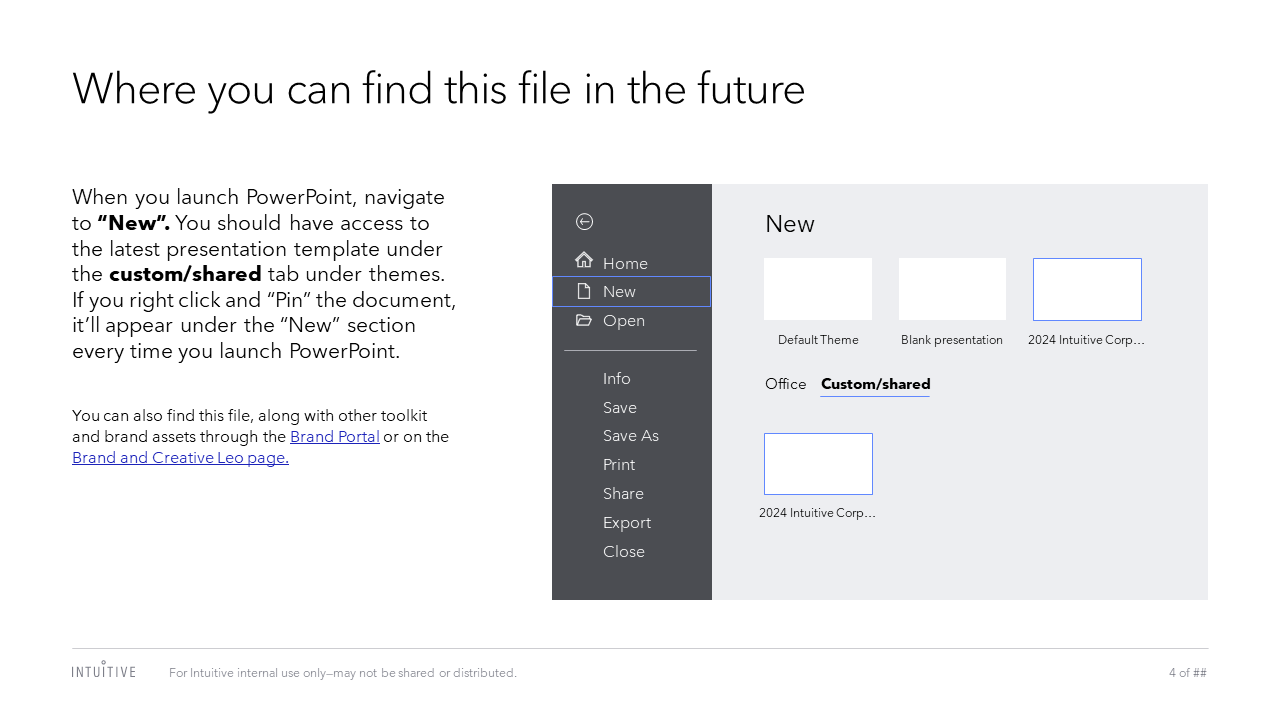 Where you can find this file in the future
When you launch PowerPoint, navigate
to “New”. You should have access to
the latest presentation template under
the custom/shared tab under themes.
If you right click and “Pin” the document,
it’ll appear under the “New” section
every time you launch PowerPoint.
You can also find this file, along with other toolkit
and brand assets through the Brand Portal or on the
Brand and Creative Leo page.
Home
New
Open
Info
Save
Save As
Print
Share
Export
Close
New
Default Theme
Blank presentation
2024 Intuitive Corp…
Office Custom/shared
2024 Intuitive Corp…
INTUITIVE
For Intuitive internal use only–may not be shared or distributed.
4 of ##